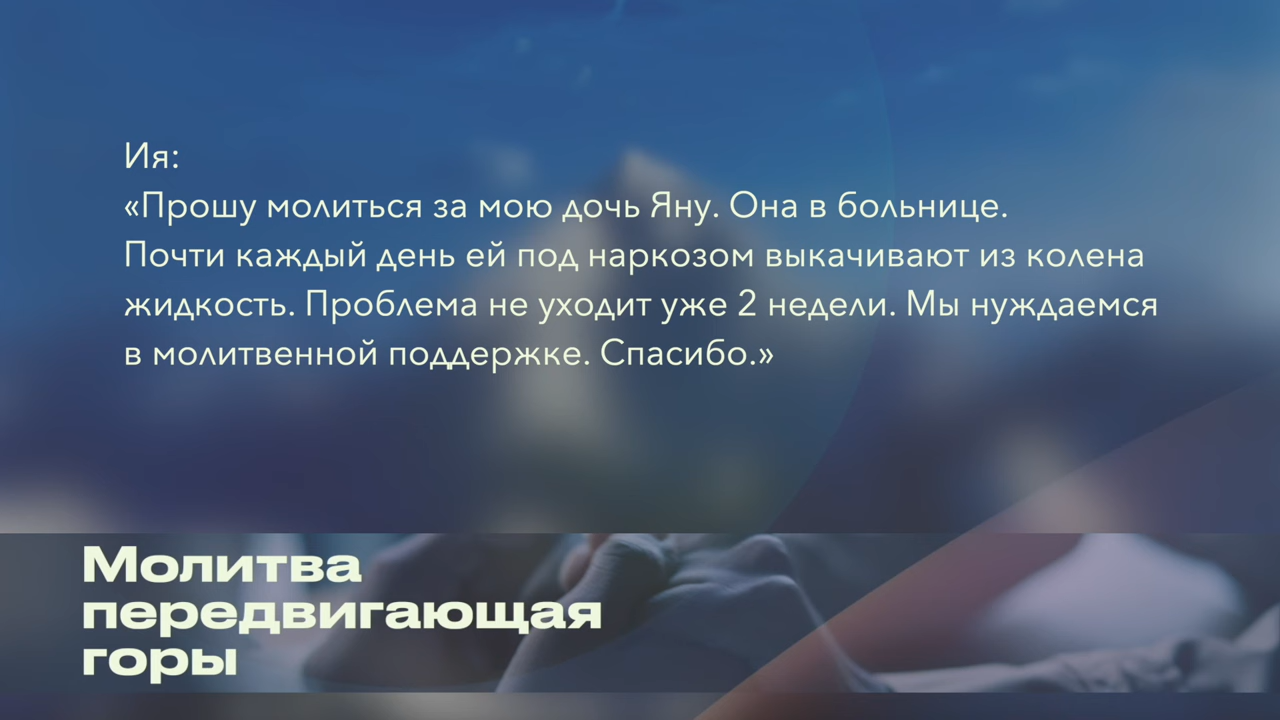 Ия:
«Прошу молиться за мою дочь Яну. Она в больнице.
Почти каждый день ей под наркозом выкачивают из колена
жидкость. Проблема не уходит уже 2 недели. Мы нуждаемся
в молитвенной поддержке. Спасибо.»
Молитва
передвигающая
горы